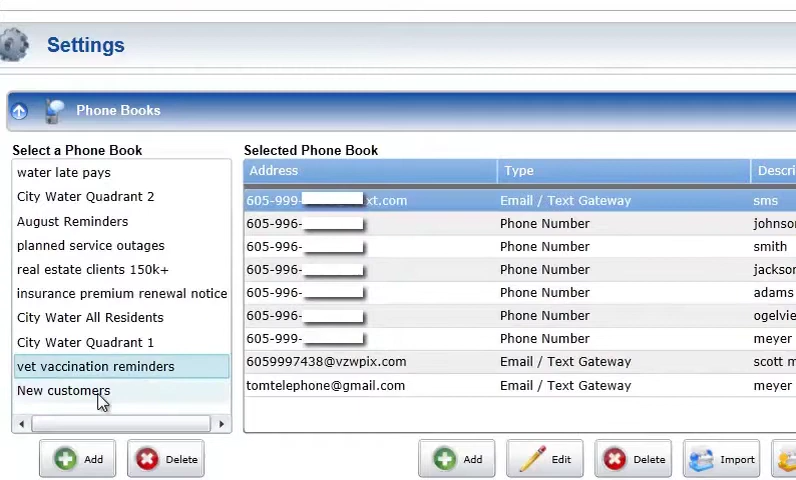 Settings
Phone Books
Select a Phone Book
water late pays
City Water Quadrant 2
August Reminders
planned service outages
real estate clients 150k+
insurance premium renewal notice
City Water All Residents
City Water Quadrant 1
vet vaccination reminders
New customers
Add Delete
Selected Phone Book
Address Type Descri
605-999- xt.com Email / Text Gateway sms
605-996- Phone Number johnso
605-996- Phone Number smith
605-996- Phone Number jackso
605-996- Phone Number adams
605-996- Phone Number ogelvie
605-999- Phone Number meyer
6059997438@vzwpix.com Email / Text Gateway scott m
tomtelephone@gmail.com Email / Text Gateway meyer
Add Edit Delete Import